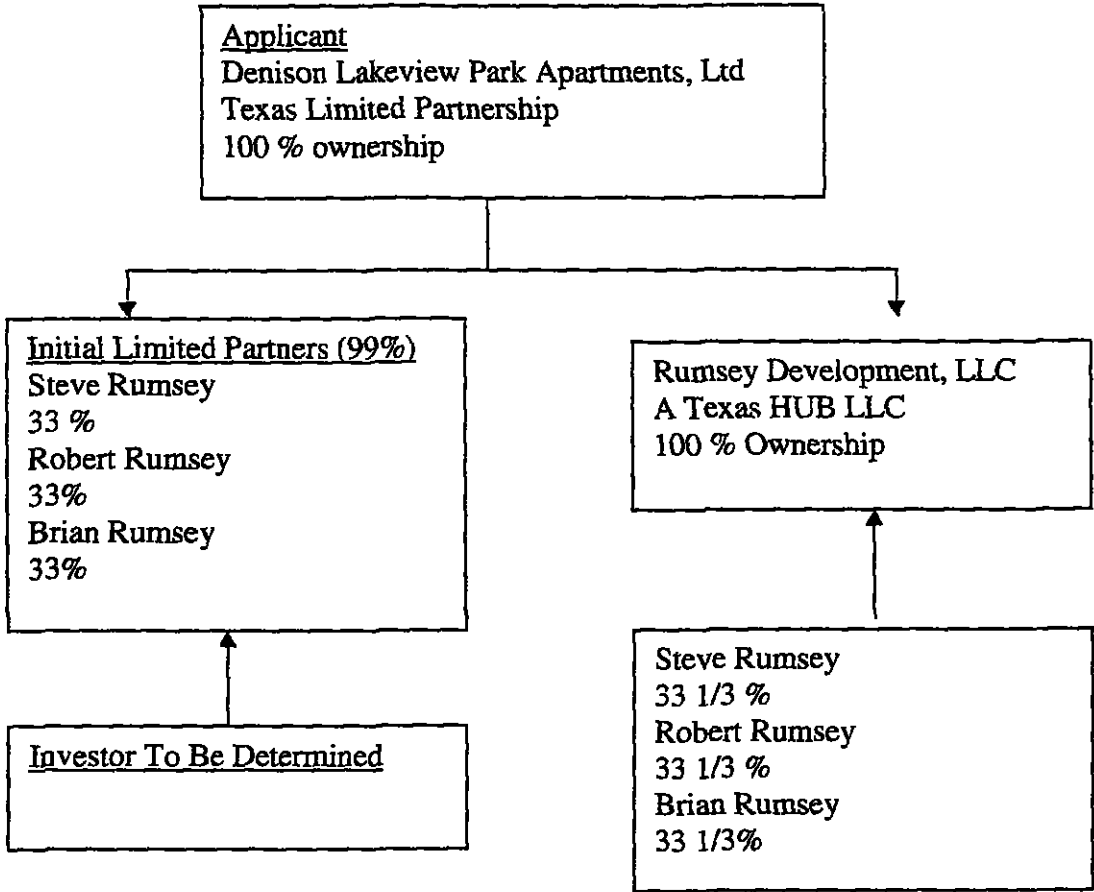 Applicant
Denison Lakeview Park Apartments, Ltd
Texas Limited Partnership
100 % ownership
Initial Limited Partners (99%)
Steve Rumsey
33 %
Robert Rumsey
33%
Brian Rumsey
33%
Rumsey Development, LLC
A Texas HUB LLC
100 % Ownership
Investor To Be Determined
Steve Rumsey
33 1/3 %
Robert Rumsey
33 1/3 %
Brian Rumsey
33 1/3%